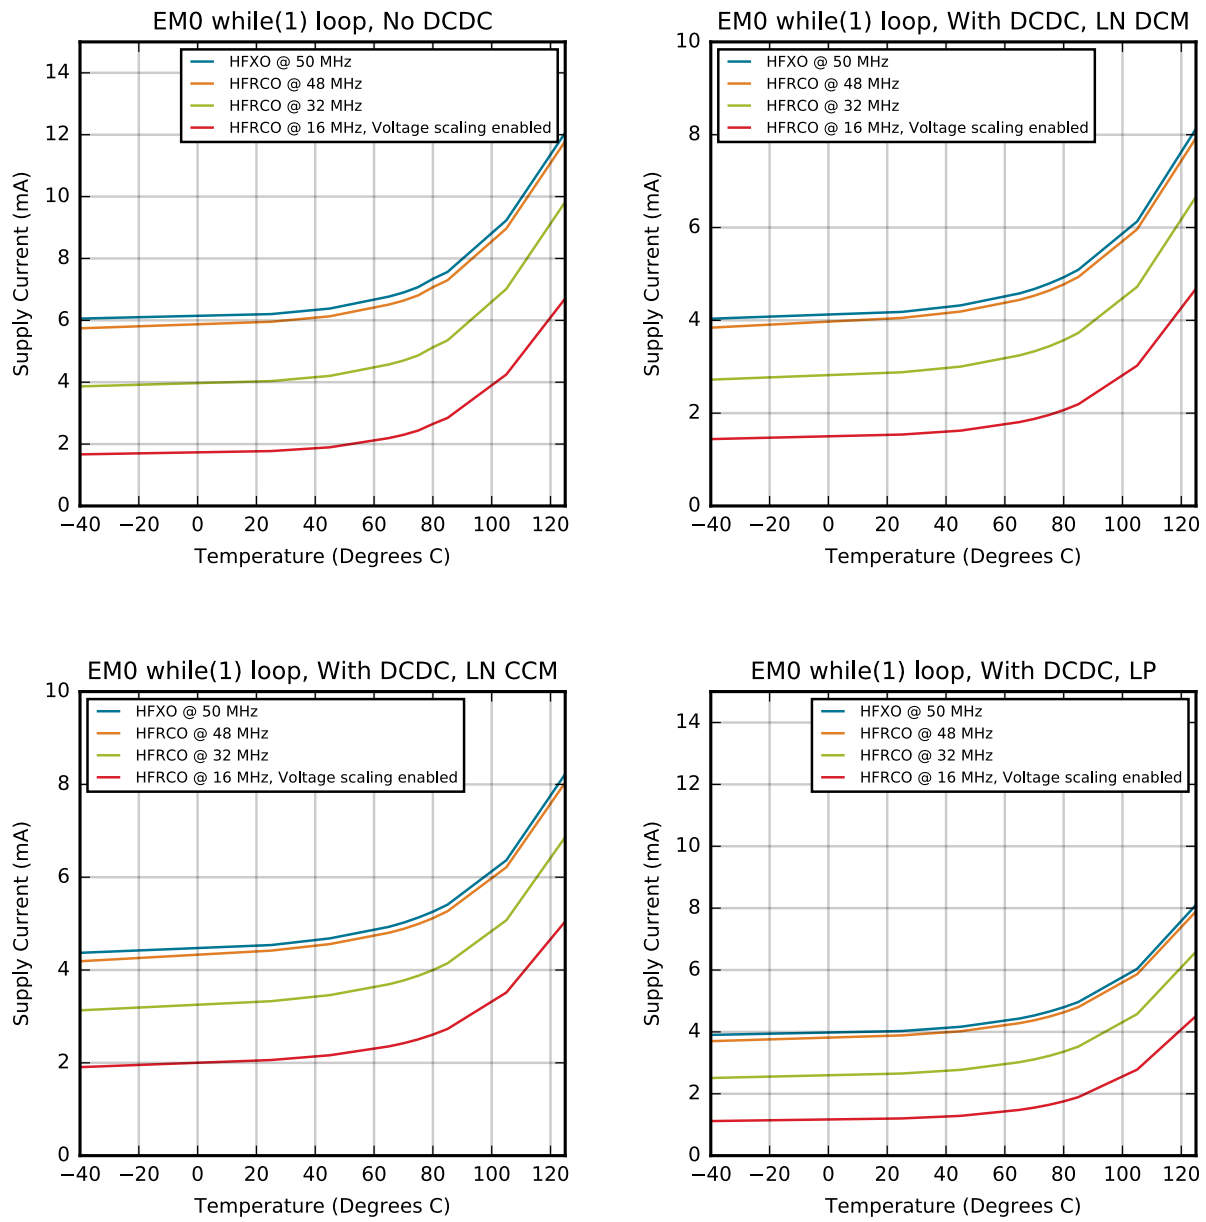 EM0 while(1) loop, No DCDC
HFXO @ 50 MHz
HFRCO @ 48 MHz
HFRCO @ 32 MHz
HFRCO @ 16 MHz, Voltage scaling enabled
Supply Current (mA)
14
12
10
8
6
4
2
0
−40 −20 0 20 40 60 80 100 120
Temperature (Degrees C)
EM0 while(1) loop, With DCDC, LN DCM
HFXO @ 50 MHz
HFRCO @ 48 MHz
HFRCO @ 32 MHz
HFRCO @ 16 MHz, Voltage scaling enabled
Supply Current (mA)
10
8
6
4
2
0
−40 −20 0 20 40 60 80 100 120
Temperature (Degrees C)
EM0 while(1) loop, With DCDC, LN CCM
HFXO @ 50 MHz
HFRCO @ 48 MHz
HFRCO @ 32 MHz
HFRCO @ 16 MHz, Voltage scaling enabled
Supply Current (mA)
10
8
6
4
2
0
−40 −20 0 20 40 60 80 100 120
Temperature (Degrees C)
EM0 while(1) loop, With DCDC, LP
HFXO @ 50 MHz
HFRCO @ 48 MHz
HFRCO @ 32 MHz
HFRCO @ 16 MHz, Voltage scaling enabled
Supply Current (mA)
14
12
10
8
6
4
2
0
−40 −20 0 20 40 60 80 100 120
Temperature (Degrees C)